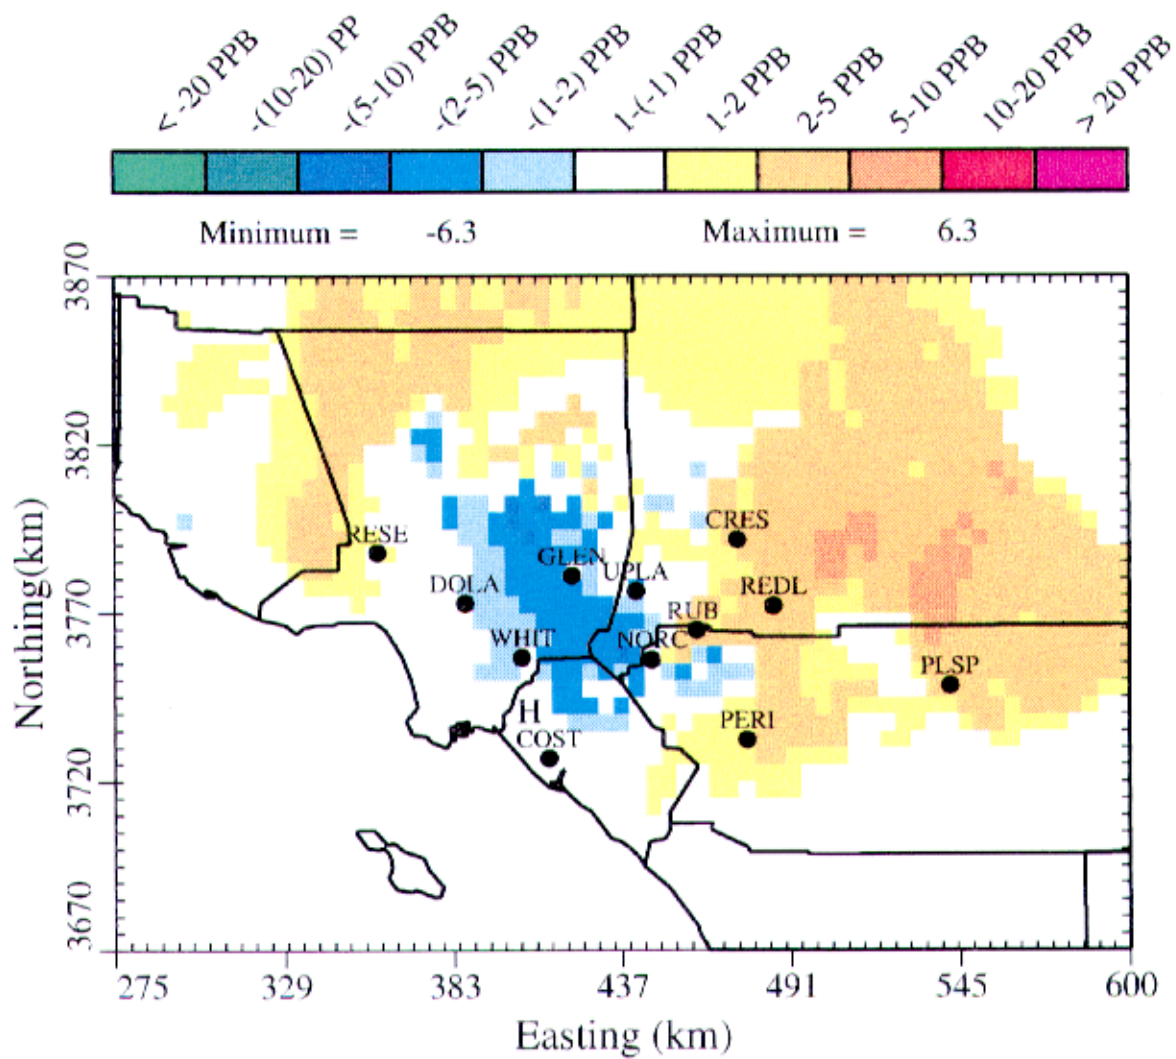 < -20 PPB
-(10-20) PP
-(5-10) PPB
-(2-5) PPB
-(1-2) PPB
1-(-1) PPB
1-2 PPB
2-5 PPB
5-10 PPB
10-20 PPB
> 20 PPB
Minimum = -6.3 Maximum = 6.3
3870
3820
3770
3720
3670
Northing(km)
RESE
CRES
GLEN
UPLA
DOLA
REDL
RUB
WHIT
NORC
PLSP
H
PERI
COST
275 329 383 437 491 545 600
Easting (km)